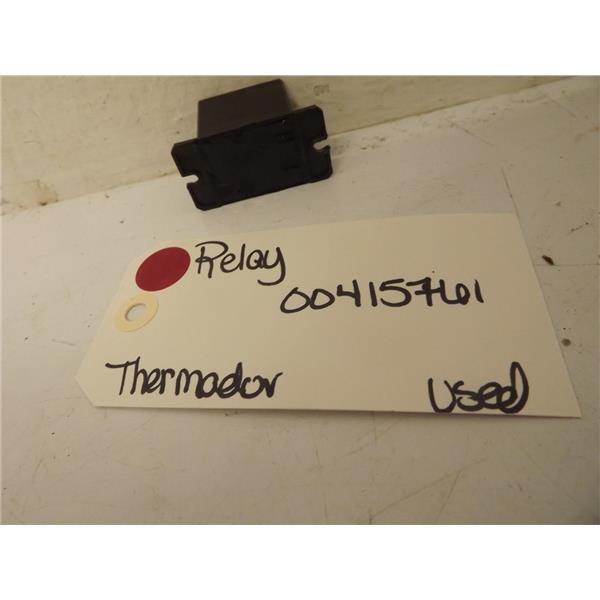 Relay
00415761
Thermador
Used